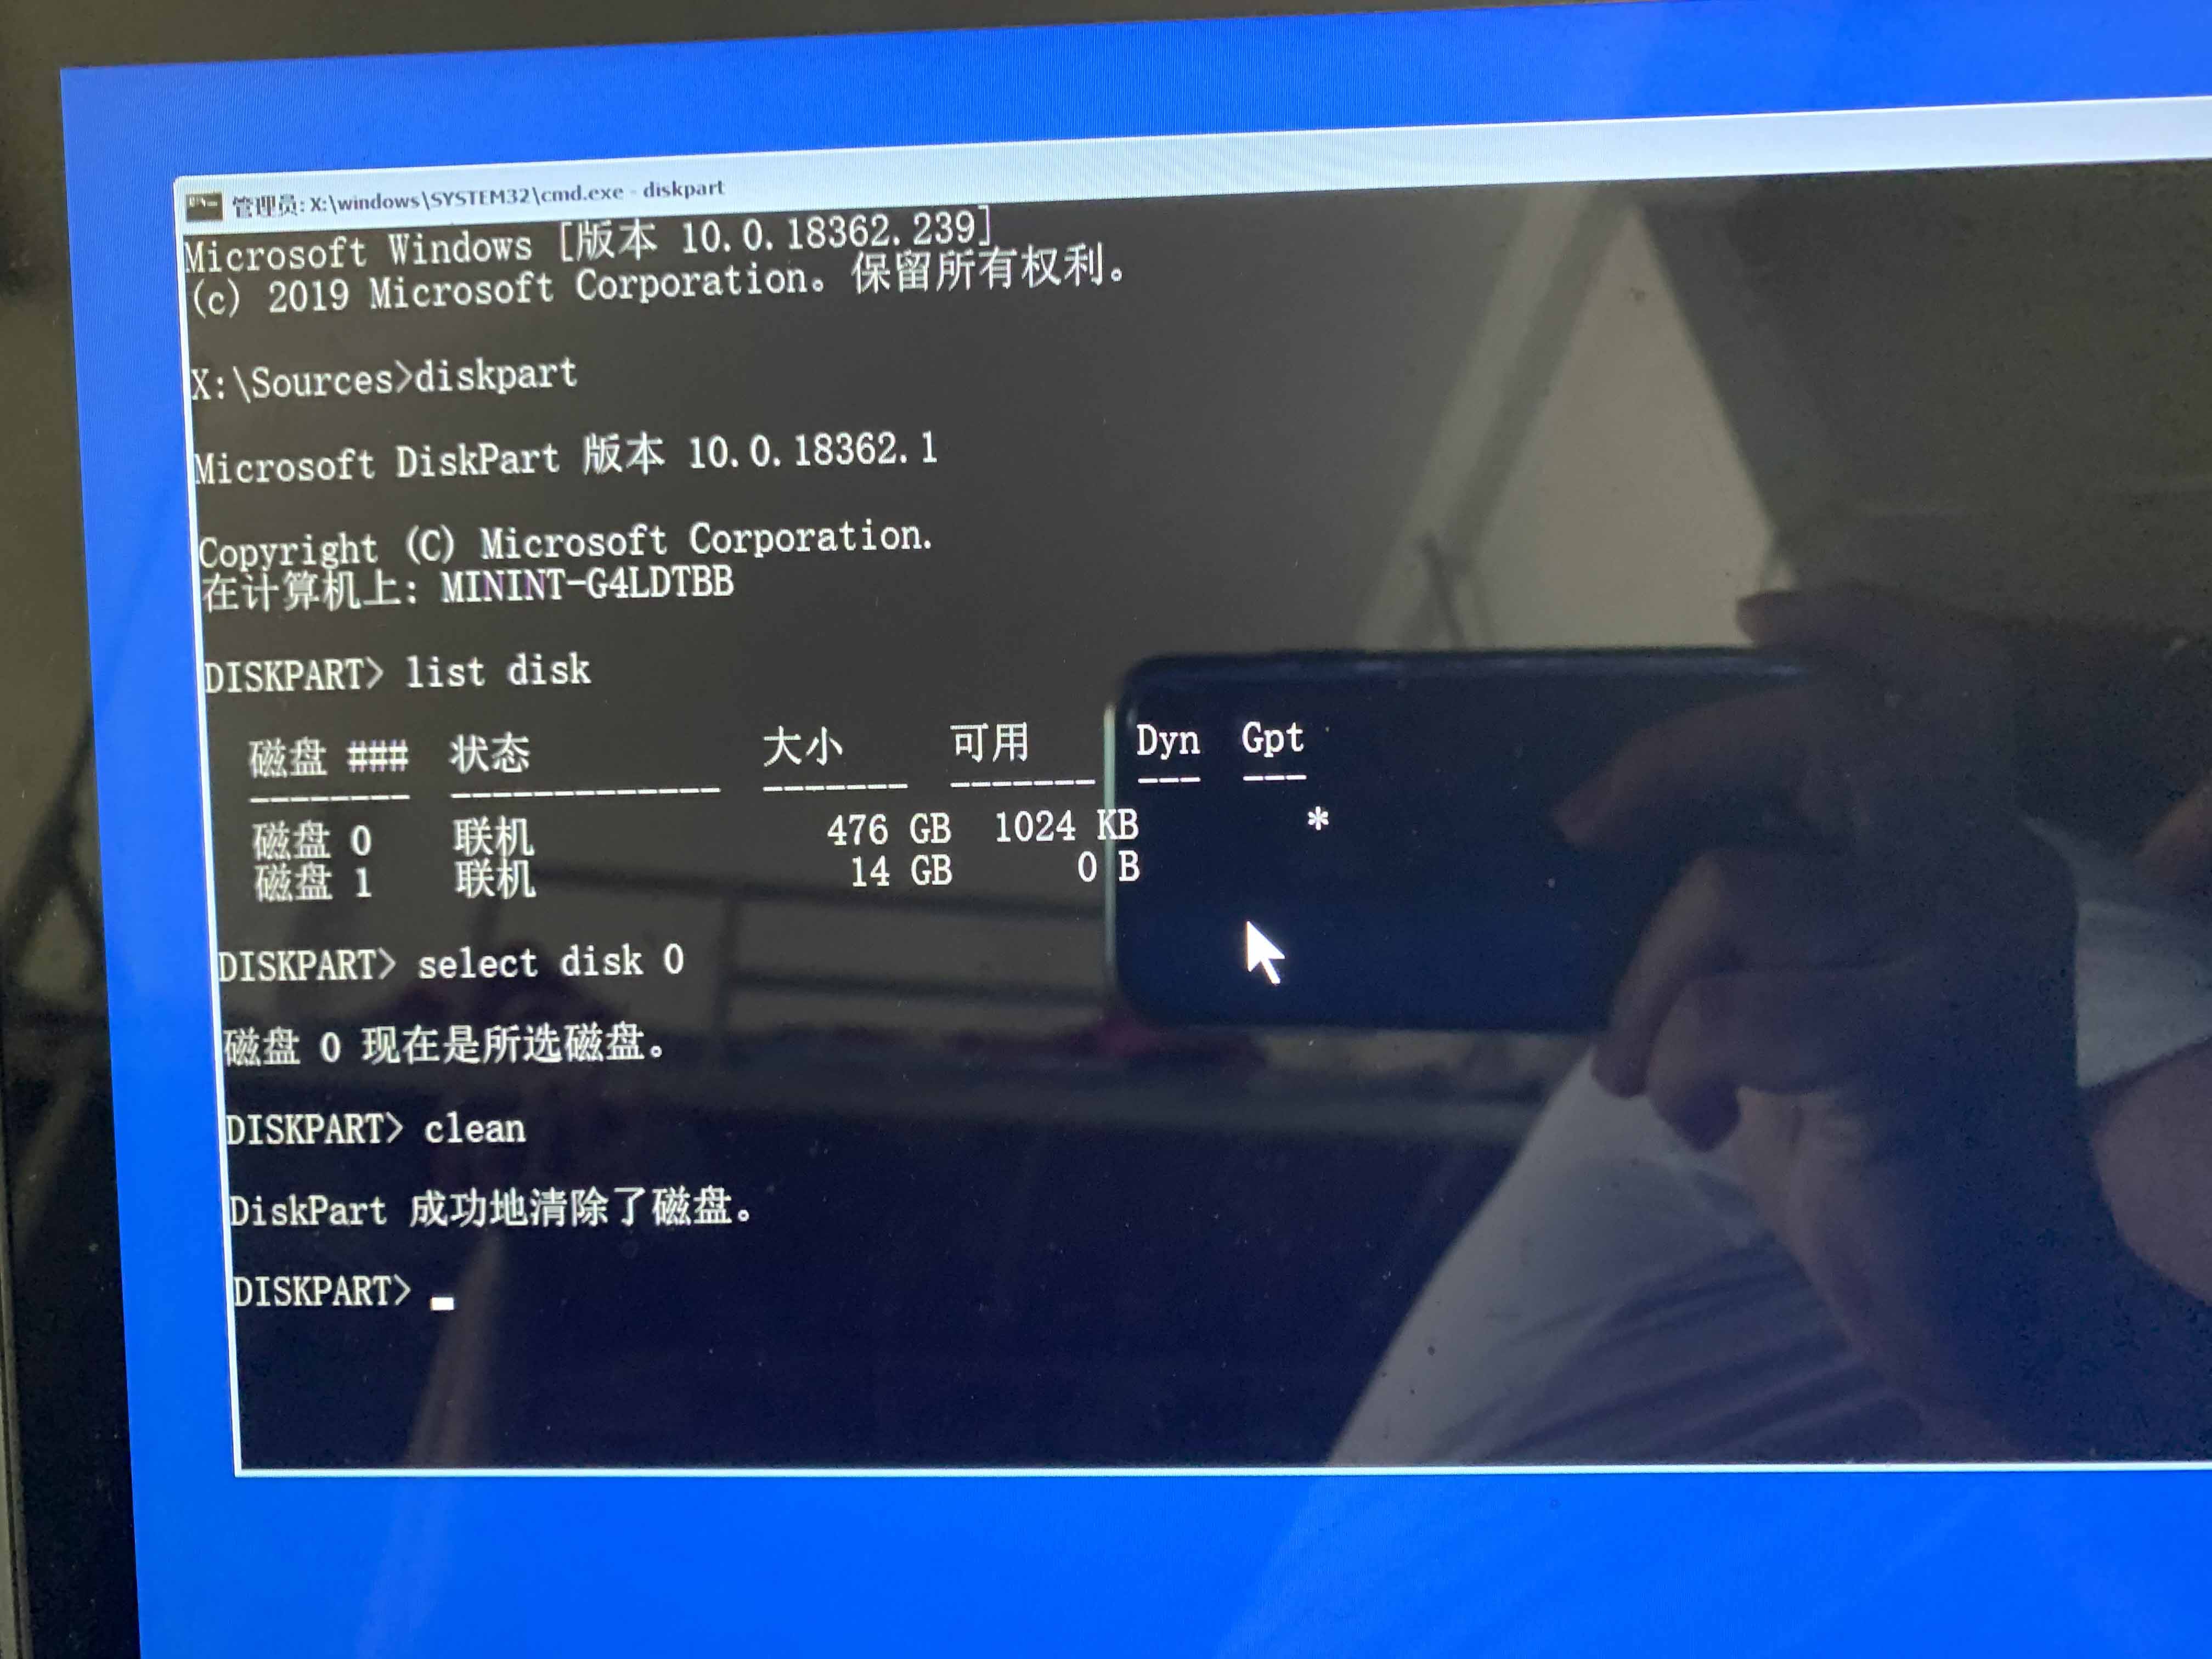 管理员: X:\windows\SYSTEM32\cmd.exe - diskpart
Microsoft Windows [版本 10.0.18362.239]
(c) 2019 Microsoft Corporation。保留所有权利。
X:\Sources>diskpart
Microsoft DiskPart 版本 10.0.18362.1
Copyright (C) Microsoft Corporation.
在计算机上: MININT-G4LDTBB
DISKPART> list disk
磁盘 ### 状态 大小 可用 Dyn Gpt
-------- ------------- ------- ------- --- ---
磁盘 0 联机 476 GB 1024 KB *
磁盘 1 联机 14 GB 0 B
DISKPART> select disk 0
磁盘 0 现在是所选磁盘。
DISKPART> clean
DiskPart 成功地清除了磁盘。
DISKPART>